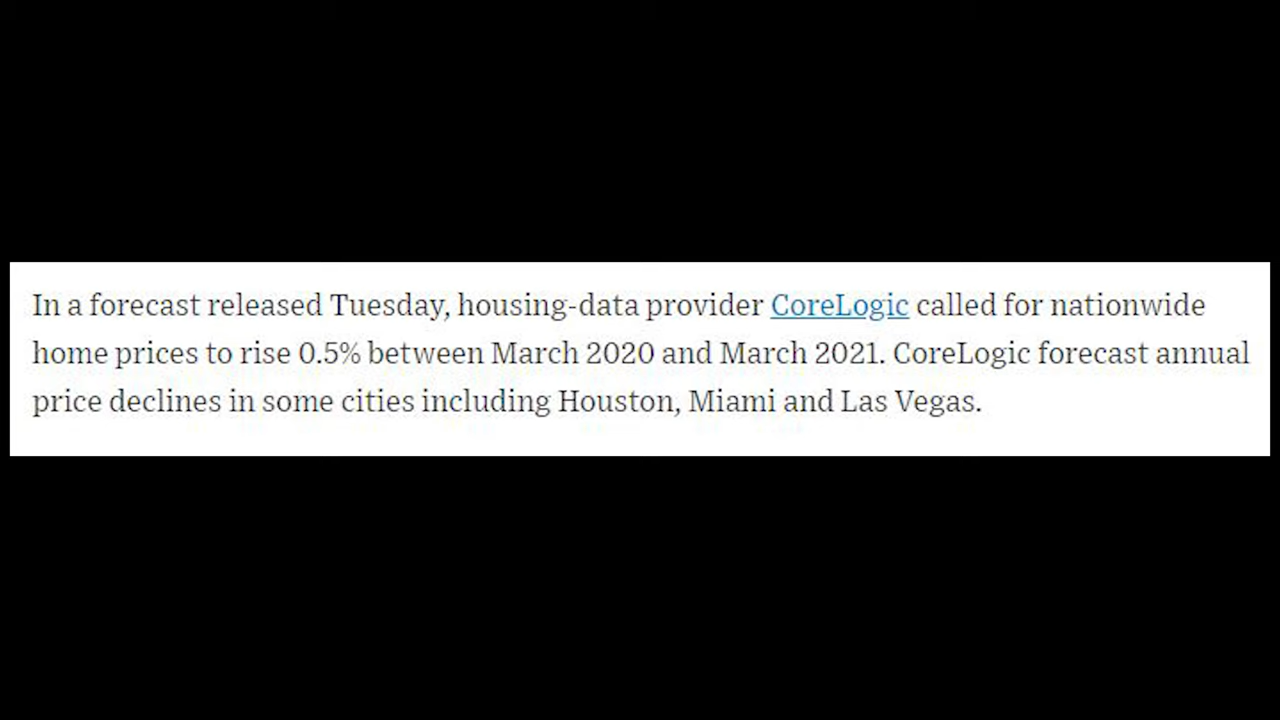 In a forecast released Tuesday, housing-data provider CoreLogic called for nationwide
home prices to rise 0.5% between March 2020 and March 2021. CoreLogic forecast annual
price declines in some cities including Houston, Miami and Las Vegas.